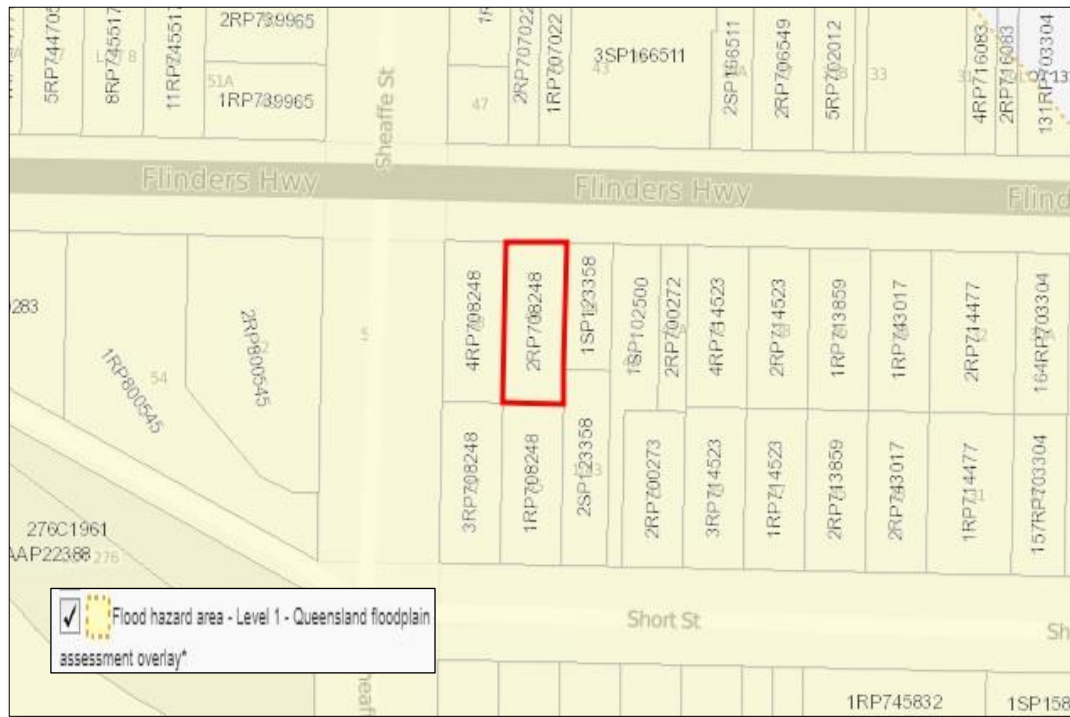 2RP739965
5RP744705
8RP745517
11RP745517
51A
1RP739965
Sheaffe St
47
2RP707022
1RP707022
43
3SP166511
2SP166511
2RP706549
5RP702012
33
4RP716083
2RP716083
131RP703304
Flinders Hwy
Flinders Hwy
Flind
283
1RP800545
54
2RP800545
4RP708248
2RP708248
1SP123358
1SP102500
2RP700272
4RP714523
2RP714523
1RP713859
1RP743017
2RP714477
164RP703304
3RP708248
1RP708248
2SP123358
2RP700273
3RP714523
1RP714523
2RP713859
2RP743017
1RP714477
157RP703304
276C1961
AAP22388
276
Flood hazard area - Level 1 - Queensland floodplain
assessment overlay*
Short St
Sh
heaff
1RP745832
1SP158